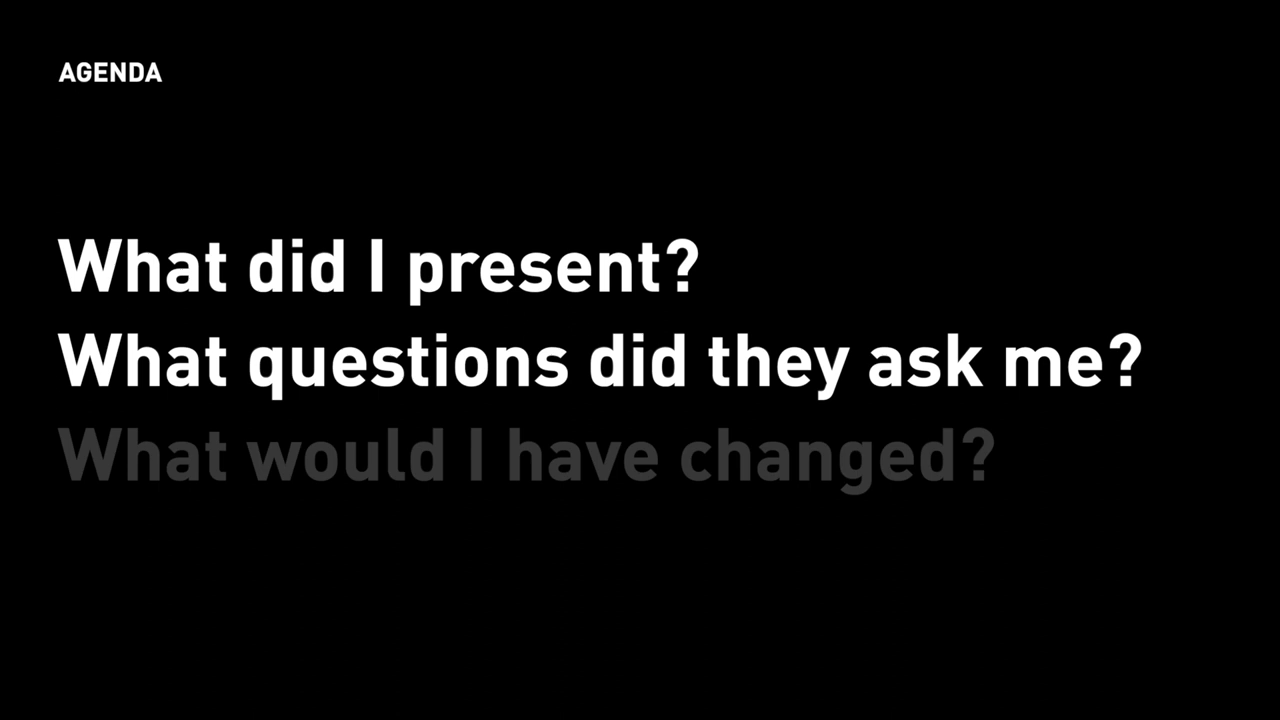 AGENDA
What did I present?
What questions did they ask me?
What would I have changed?